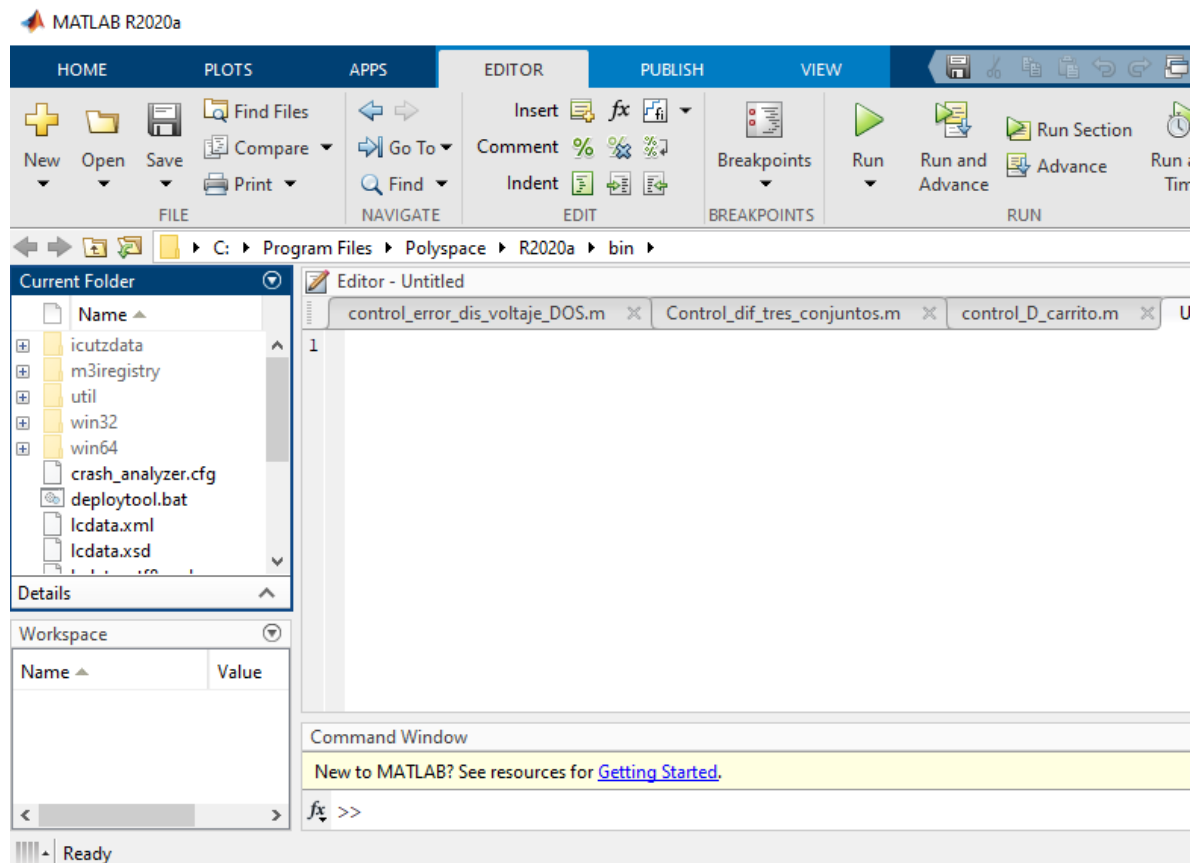 MATLAB R2020a
HOME PLOTS APPS EDITOR PUBLISH VIEW
New Open Save
Find Files
Compare
Print
FILE
Go To
Find
NAVIGATE
Insert fx fi
Comment
Indent
EDIT
Breakpoints
BREAKPOINTS
Run
Run and
Advance
Run Section
Advance
RUN
C: Program Files Polyspace R2020a bin
Current Folder
Name
icutzdata
m3iregistry
util
win32
win64
crash_analyzer.cfg
deploytool.bat
lcdata.xml
lcdata.xsd
Details
Workspace
Name Value
Editor - Untitled
control_error_dis_voltaje_DOS.m Control_dif_tres_conjuntos.m control_D_carrito.m
1
Command Window
New to MATLAB? See resources for Getting Started.
fx >>
Ready